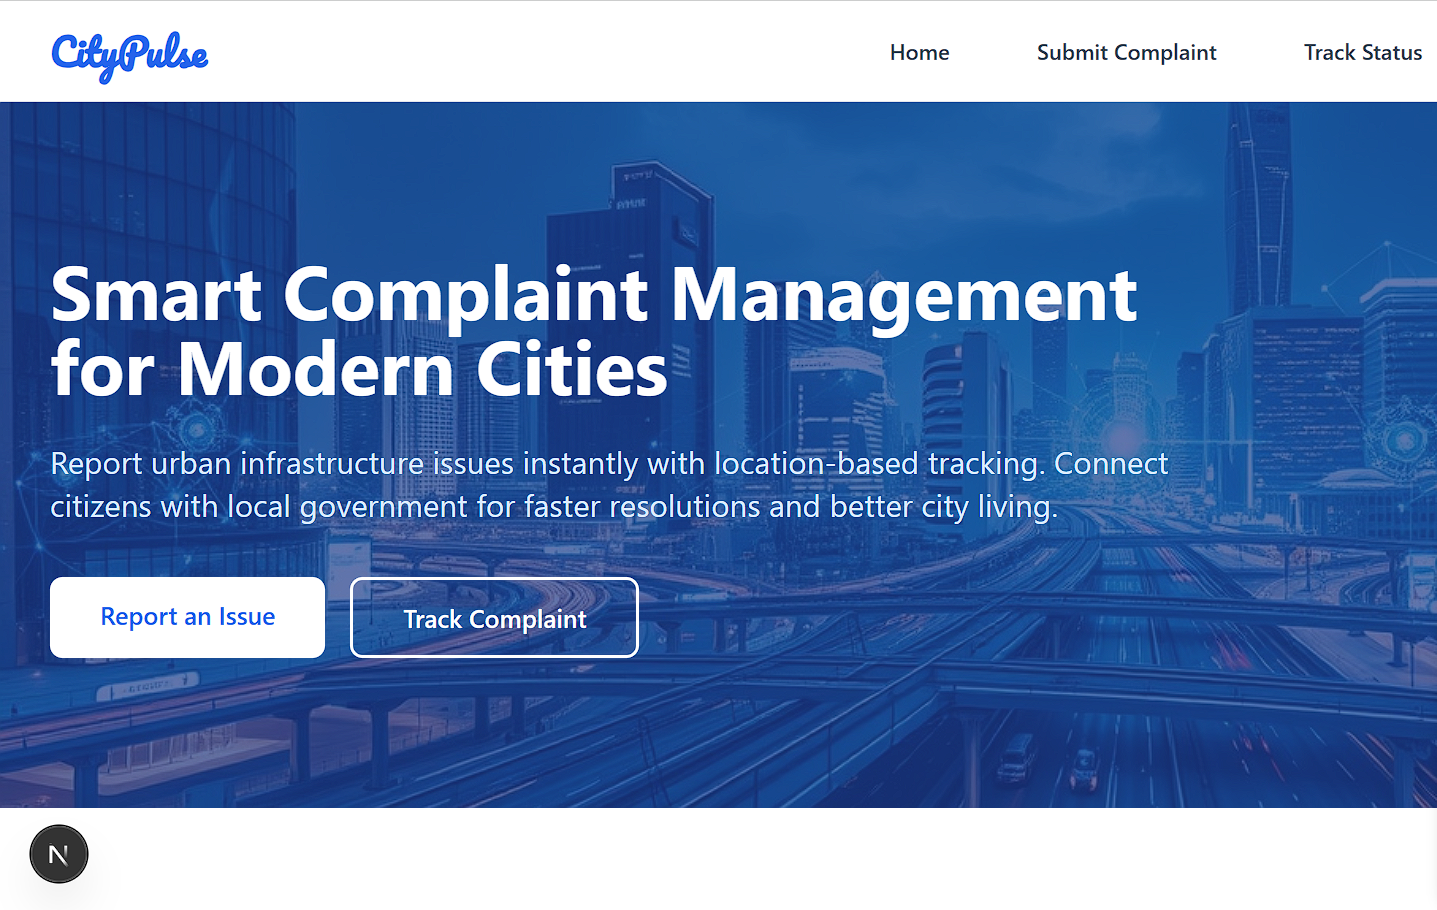 CityPulse
Home
Submit Complaint
Track Status
Smart Complaint Management
for Modern Cities
Report urban infrastructure issues instantly with location-based tracking. Connect
citizens with local government for faster resolutions and better city living.
Report an Issue
Track Complaint
N